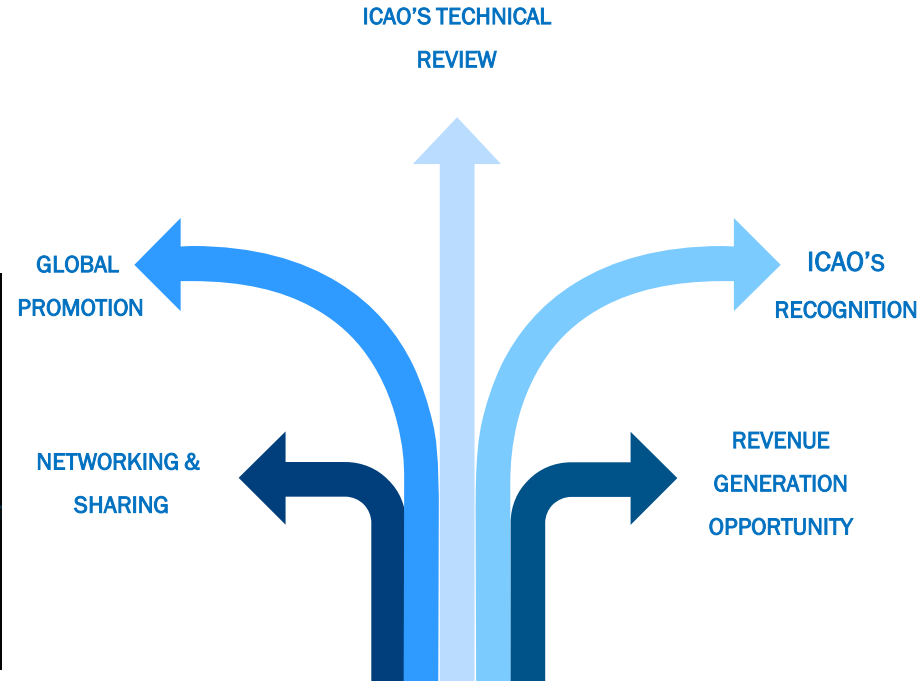 ICAO'S TECHNICAL
REVIEW
GLOBAL
PROMOTION
ICAO's
RECOGNITION
NETWORKING &
SHARING
REVENUE
GENERATION
OPPORTUNITY